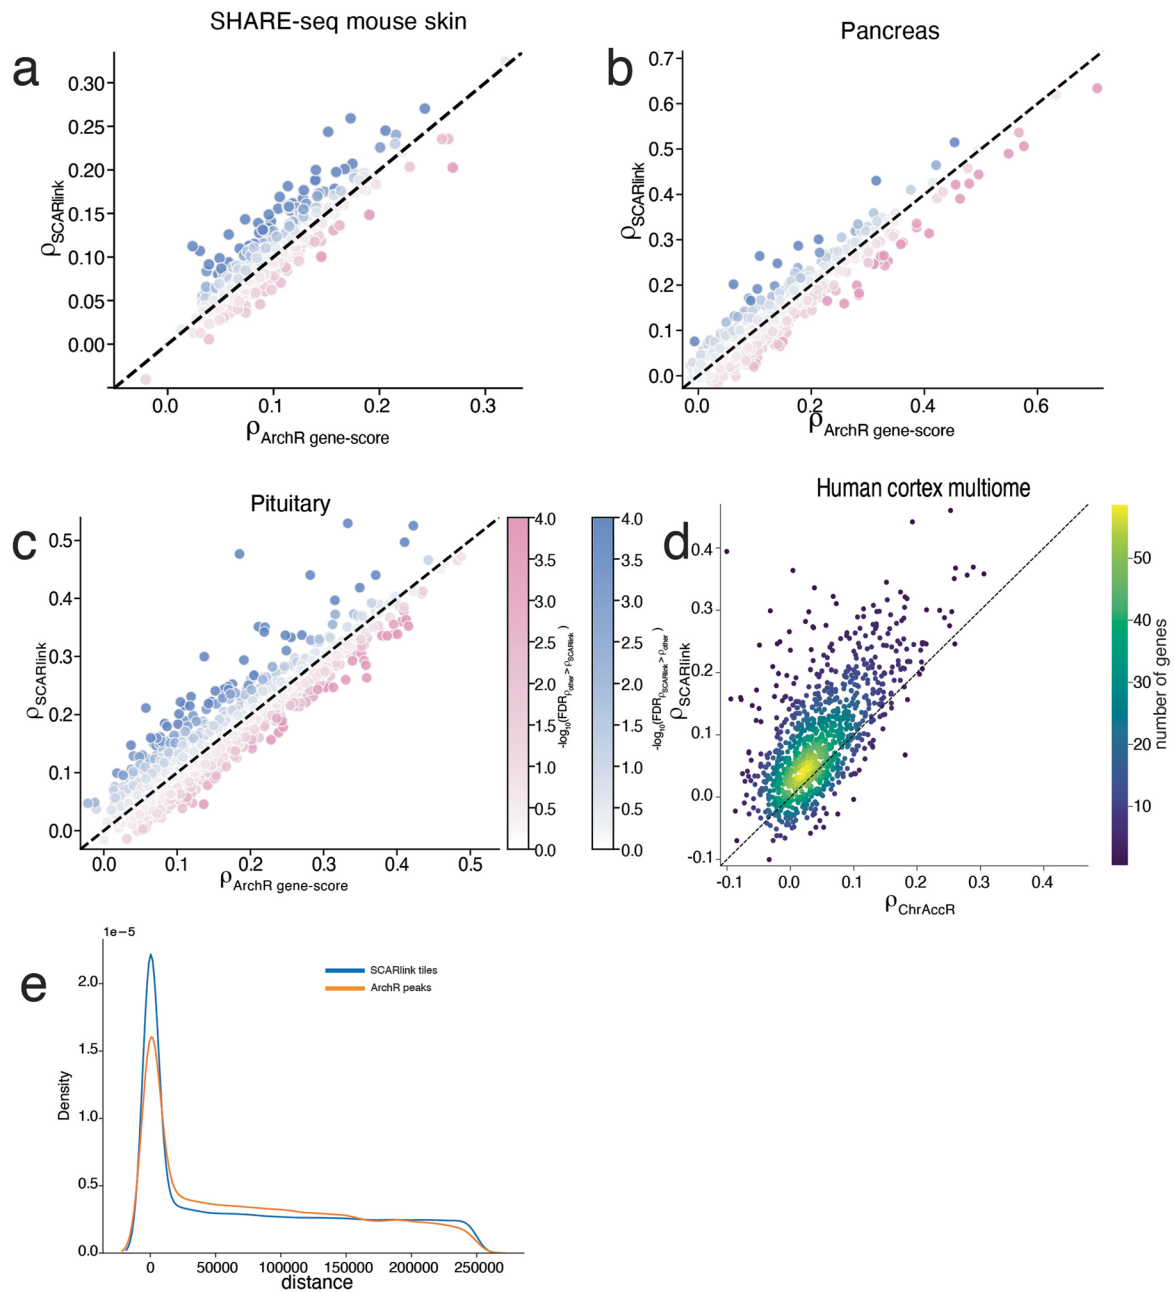 SHARE-seq mouse skin
a
ρSCARlink
0.30
0.25
0.20
0.15
0.10
0.05
0.00
0.0 0.1 0.2 0.3
ρArchR gene-score
Pancreas
b
ρSCARlink
0.7
0.6
0.5
0.4
0.3
0.2
0.1
0.0
0.0 0.2 0.4 0.6
ρArchR gene-score
Pituitary
c
ρSCARlink
0.5
0.4
0.3
0.2
0.1
0.0
0.0 0.1 0.2 0.3 0.4 0.5
ρArchR gene-score
4.0
3.5
3.0
2.5
2.0
1.5
1.0
0.5
0.0
-log10(FDRρother > ρSCARlink)
4.0
3.5
3.0
2.5
2.0
1.5
1.0
0.5
0.0
-log10(FDRρSCARlink > ρother)
Human cortex multiome
d
ρSCARlink
0.4
0.3
0.2
0.1
0.0
-0.1
-0.1 0.0 0.1 0.2 0.3 0.4
ρChrAccR
50
40
30
20
10
number of genes
e
1e−5
Density
2.0
1.5
1.0
0.5
0.0
SCARlink tiles
ArchR peaks
0 50000 100000 150000 200000 250000
distance